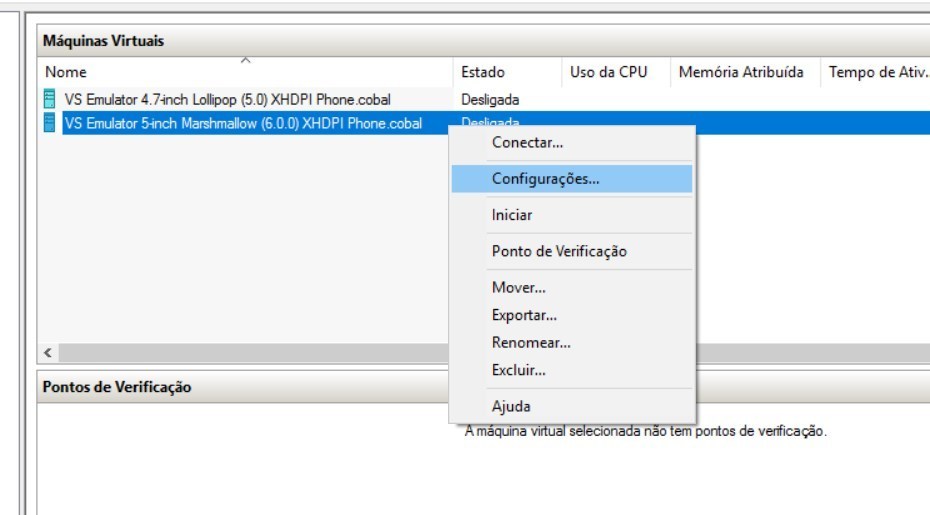 Máquinas Virtuais
Nome Estado Uso da CPU Memória Atribuída Tempo de Ativ.
VS Emulator 4.7-inch Lollipop (5.0) XHDPI Phone.cobal Desligada
VS Emulator 5-inch Marshmallow (6.0.0) XHDPI Phone.cobal Desligada
Conectar...
Configurações...
Iniciar
Ponto de Verificação
Mover...
Exportar...
Renomear...
Excluir...
Ajuda
Pontos de Verificação
A máquina virtual selecionada não tem pontos de verificação.